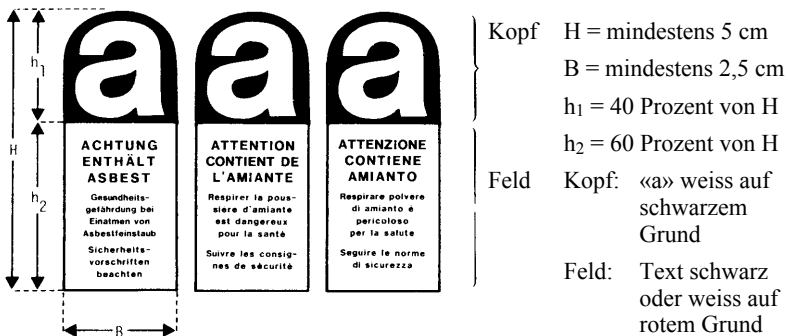 a
a
a
h1
H
h2
B
ACHTUNG
ENTHÄLT
ASBEST
Gesundheits-
gefährdung bei
Einatmen von
Asbestfeinstaub
Sicherheits-
vorschriften
beachten
ATTENTION
CONTIENT DE
L'AMIANTE
Respirer la pous-
siere d'amiante
est dangereux
pour la santé
Suivre les consig-
nes de sécurité
ATTENZiONE
CONTIENE
AMIANTO
Respirare polvere
di amianto è
pericoloso
per la salute
Seguire le norme
di sicurezza
Kopf H = mindestens 5 cm
B = mindestens 2,5 cm
h1 = 40 Prozent von H
h2 = 60 Prozent von H
Feld Kopf: «a» weiss auf
schwarzem
Grund
Feld: Text schwarz
oder weiss auf
rotem Grund